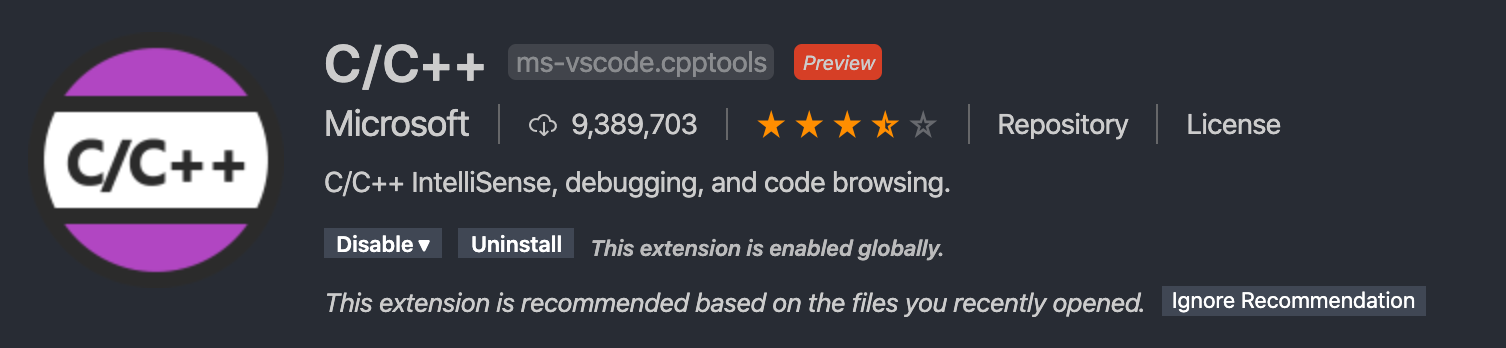 C/C++
C/C++ ms-vscode.cpptools Preview
Microsoft 9,389,703 Repository License
C/C++ IntelliSense, debugging, and code browsing.
Disable ▾ Uninstall This extension is enabled globally.
This extension is recommended based on the files you recently opened. Ignore Recommendation